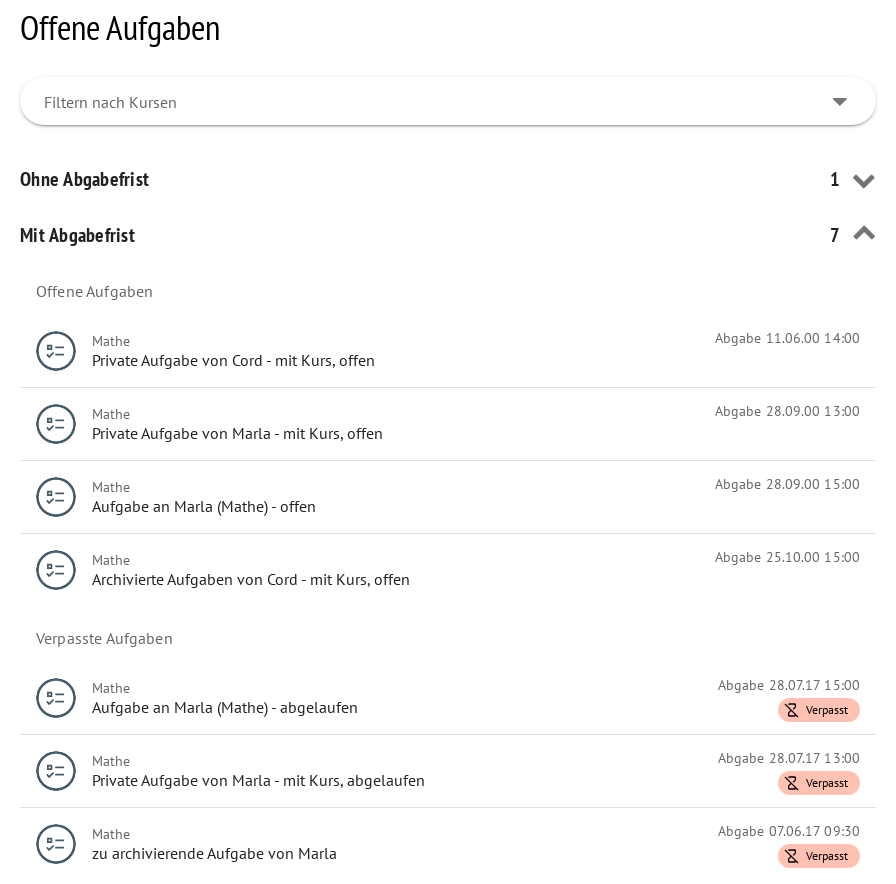 Offene Aufgaben
Filtern nach Kursen
Ohne Abgabefrist 1
Mit Abgabefrist 7
Offene Aufgaben
Mathe Abgabe 11.06.00 14:00
Private Aufgabe von Cord - mit Kurs, offen
Mathe Abgabe 28.09.00 13:00
Private Aufgabe von Marla - mit Kurs, offen
Mathe Abgabe 28.09.00 15:00
Aufgabe an Marla (Mathe) - offen
Mathe Abgabe 25.10.00 15:00
Archivierte Aufgaben von Cord - mit Kurs, offen
Verpasste Aufgaben
Mathe Abgabe 28.07.17 15:00
Aufgabe an Marla (Mathe) - abgelaufen Verpasst
Mathe Abgabe 28.07.17 13:00
Private Aufgabe von Marla - mit Kurs, abgelaufen Verpasst
Mathe Abgabe 07.06.17 09:30
zu archivierende Aufgabe von Marla Verpasst